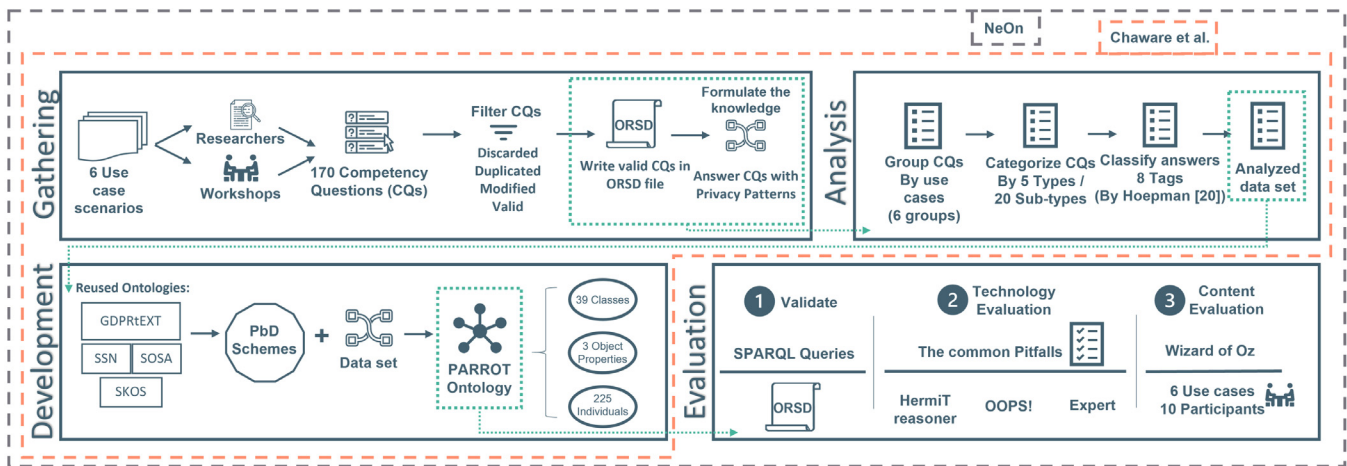 NeOn
Chaware et al.
Gathering
6 Use
case
scenarios
Researchers
Workshops
170 Competency
Questions (CQs)
Filter CQs
Discarded
Duplicated
Modified
Valid
ORSD
Write valid CQs in
ORSD file
Formulate the
knowledge
Answer CQs with
Privacy Patterns
Analysis
Group CQs
By use
cases
(6 groups)
Categorize CQs
By 5 Types /
20 Sub-types
Classify answers
8 Tags
(By Hoepman [20])
Analyzed
data set
Development
Reused Ontologies:
GDPRtEXT
SSN
SOSA
SKOS
PbD
Schemes
+
Data set
PARROT
Ontology
39 Classes
3 Object
Properties
225
Individuals
Evaluation
1 Validate
SPARQL Queries
ORSD
2 Technology
Evaluation
The common Pitfalls
HermiT
reasoner
OOPS!
Expert
3 Content
Evaluation
Wizard of Oz
6 Use cases
10 Participants